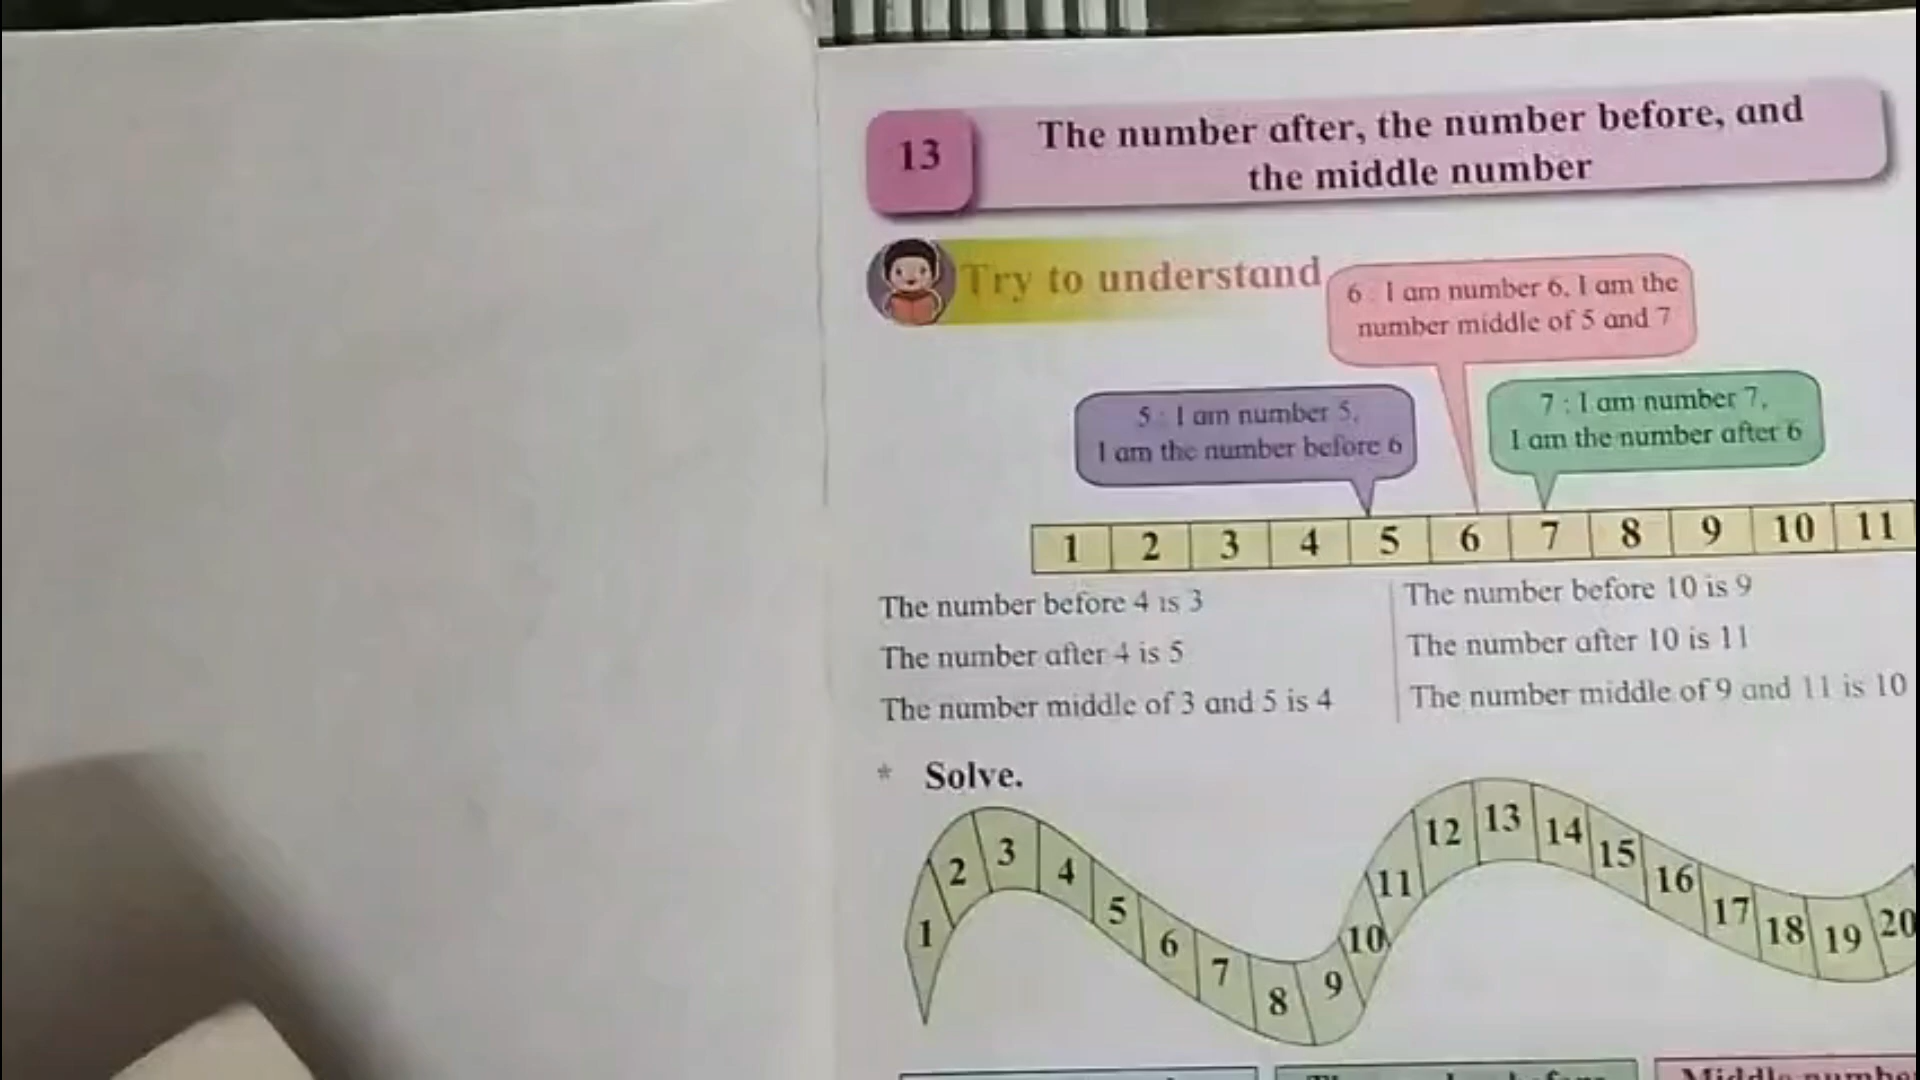 13
The number after, the number before, and
the middle number
Try to understand
6 : I am number 6, I am the
number middle of 5 and 7
5 : I am number 5,
I am the number before 6
7 : I am number 7,
I am the number after 6
1 2 3 4 5 6 7 8 9 10 11
The number before 4 is 3
The number after 4 is 5
The number middle of 3 and 5 is 4
The number before 10 is 9
The number after 10 is 11
The number middle of 9 and 11 is 10
* Solve.
1 2 3 4 5 6 7 8 9 10 11 12 13 14 15 16 17 18 19 20
Middle number